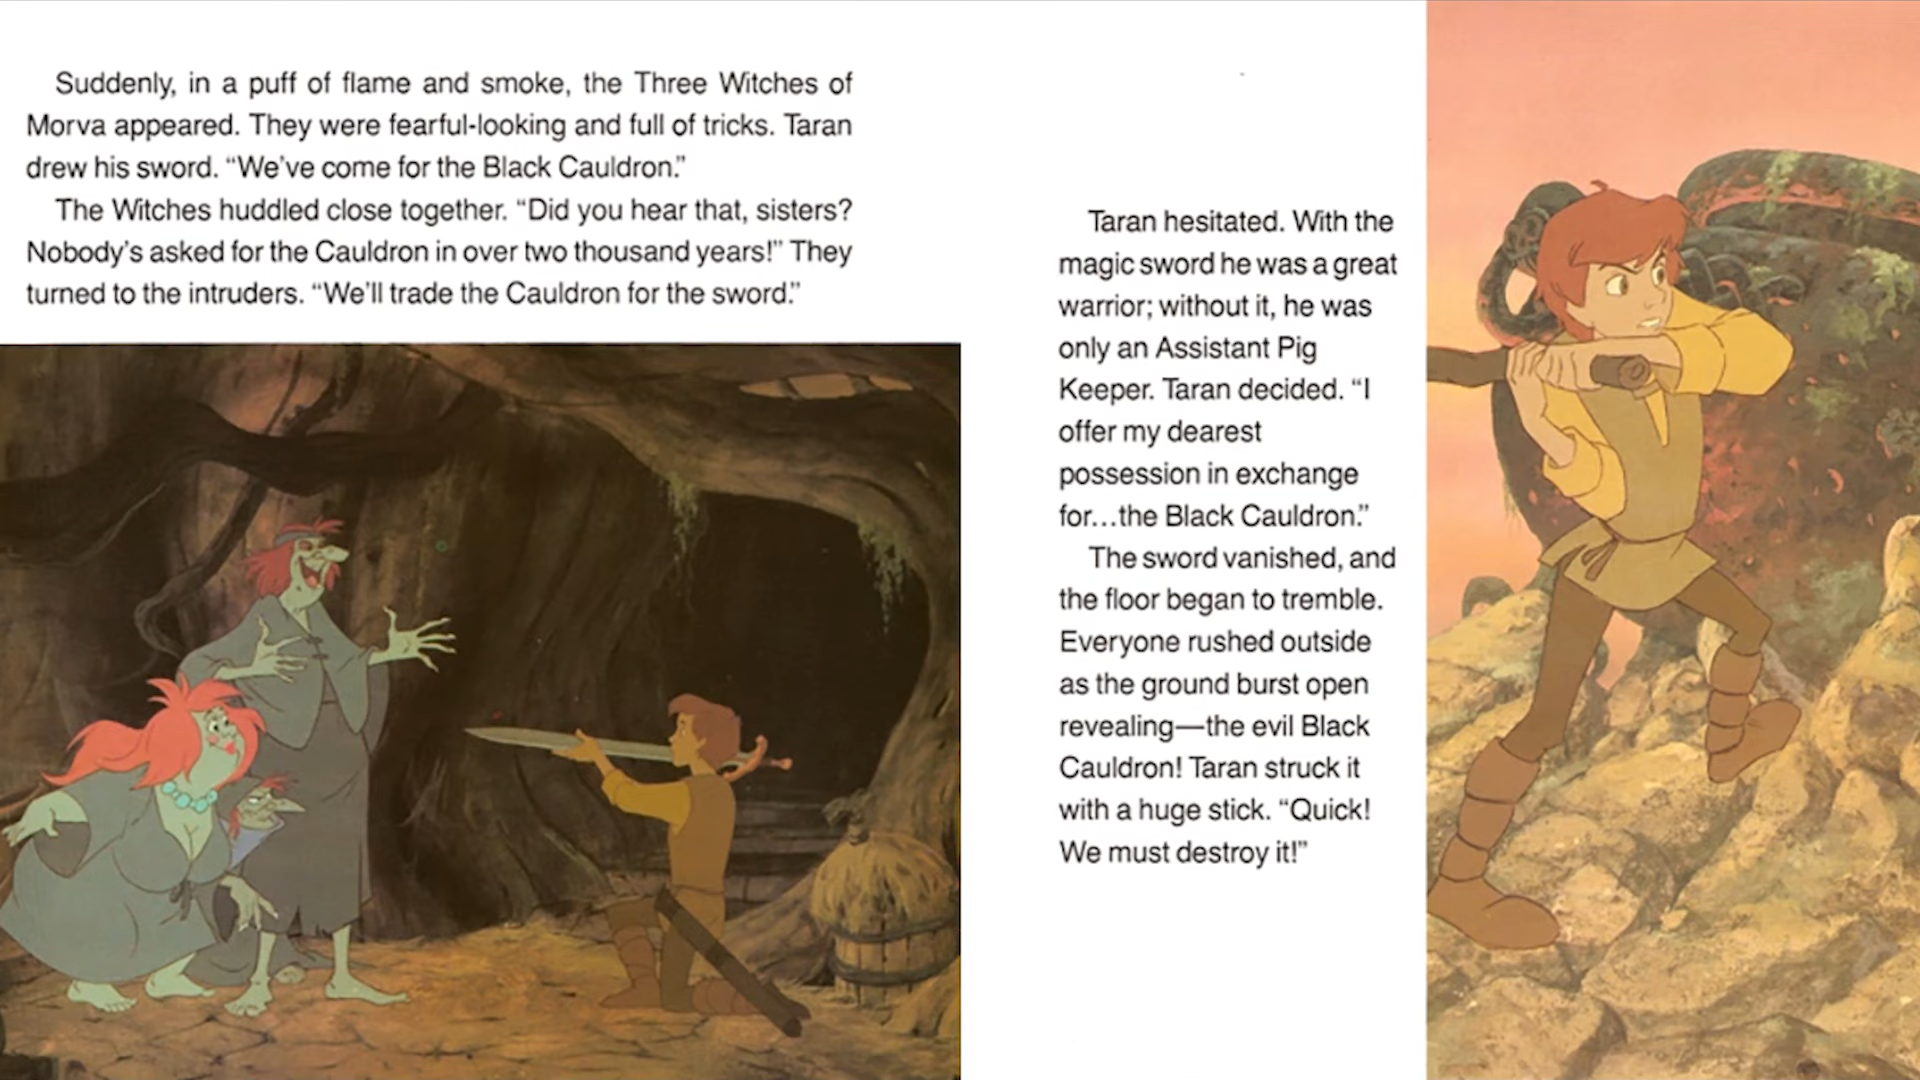 Suddenly, in a puff of flame and smoke, the Three Witches of
Morva appeared. They were fearful-looking and full of tricks. Taran
drew his sword. “We’ve come for the Black Cauldron.”
The Witches huddled close together. “Did you hear that, sisters?
Nobody’s asked for the Cauldron in over two thousand years!” They
turned to the intruders. “We’ll trade the Cauldron for the sword.”
Taran hesitated. With the
magic sword he was a great
warrior; without it, he was
only an Assistant Pig
Keeper. Taran decided. “I
offer my dearest
possession in exchange
for...the Black Cauldron.”
The sword vanished, and
the floor began to tremble.
Everyone rushed outside
as the ground burst open
revealing—the evil Black
Cauldron! Taran struck it
with a huge stick. “Quick!
We must destroy it!”